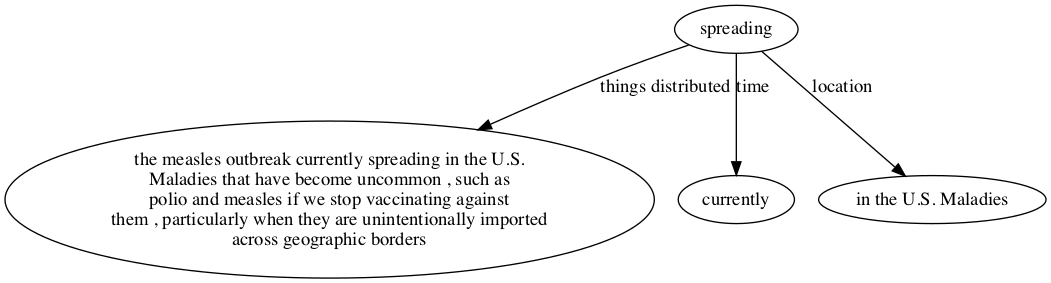 spreading
things distributed
time
location
the measles outbreak currently spreading in the U.S.
Maladies that have become uncommon , such as
polio and measles if we stop vaccinating against
them , particularly when they are unintentionally imported
across geographic borders
currently
in the U.S. Maladies